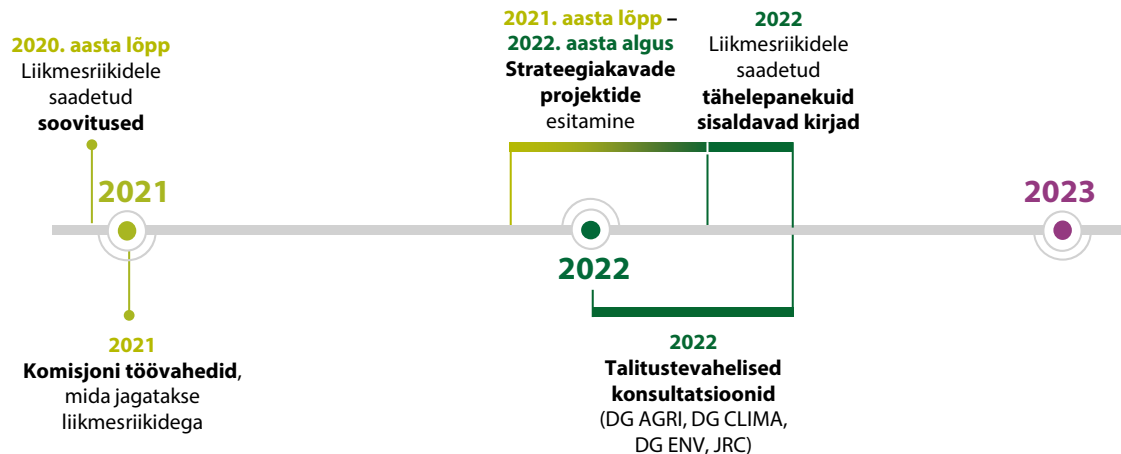 2020. aasta lõpp
Liikmesriikidele
saadetud
soovitused
2021. aasta lõpp –
2022. aasta algus
Strateegiakavade
projektide
esitamine
2022
Liikmesriikidele
saadetud
tähelepanekuid
sisaldavad kirjad
2021
2022
2023
2021
Komisjoni töövahedid,
mida jagatakse
liikmesriikidega
2022
Talitustevahelised
konsultatsioonid
(DG AGRI, DG CLIMA,
DG ENV, JRC)